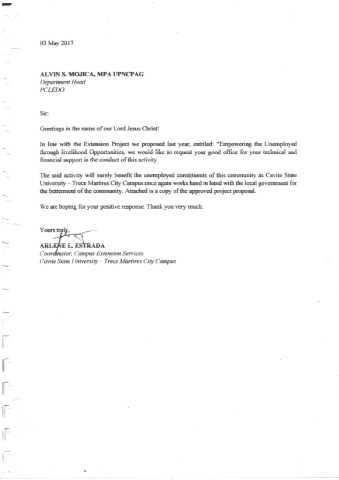 03 May 2017
ALVIN S. MOJICA, MPA UPNCPAG
Department Head
PCLEDO
Sir:
Greetings in the name of our Lord Jesus Christ!
In line with the Extension Project we proposed last year, entitled: "Empowering the Unemployed
through livelihood Opportunities, we would like to request your good office for your technical and
financial support in the conduct of this activity.
The said activity will surely benefit the unemployed constituents of this community as Cavite State
University – Trece Martires City Campus once again works hand in hand with the local government for
the betterment of the community. Attached is a copy of the approved project proposal.
We are hoping for your positive response. Thank you very much.
Yours truly,
ARLENE L. ESTRADA
Coordinator, Campus Extension Services
Cavite State University – Trece Martires City Campus